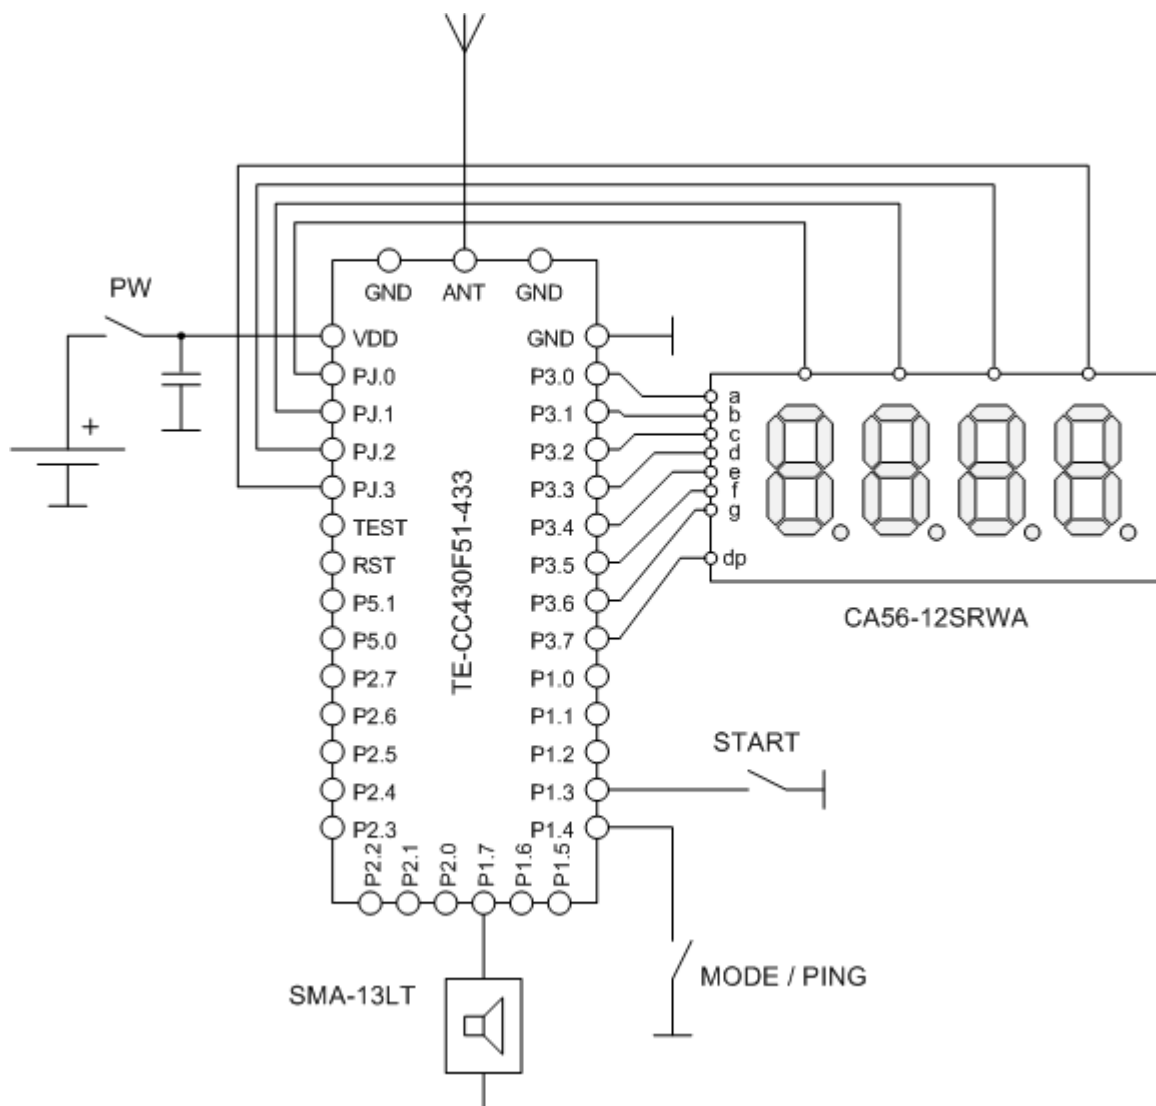 PW
+
GND
ANT
GND
VDD
PJ.0
PJ.1
PJ.2
PJ.3
TEST
RST
P5.1
P5.0
P2.7
P2.6
P2.5
P2.4
P2.3
TE-CC430F51-433
GND
P3.0
P3.1
P3.2
P3.3
P3.4
P3.5
P3.6
P3.7
P1.0
P1.1
P1.2
P1.3
P1.4
P2.2
P2.1
P2.0
P1.7
P1.6
P1.5
a
b
c
d
e
f
g
dp
CA56-12SRWA
START
MODE / PING
SMA-13LT